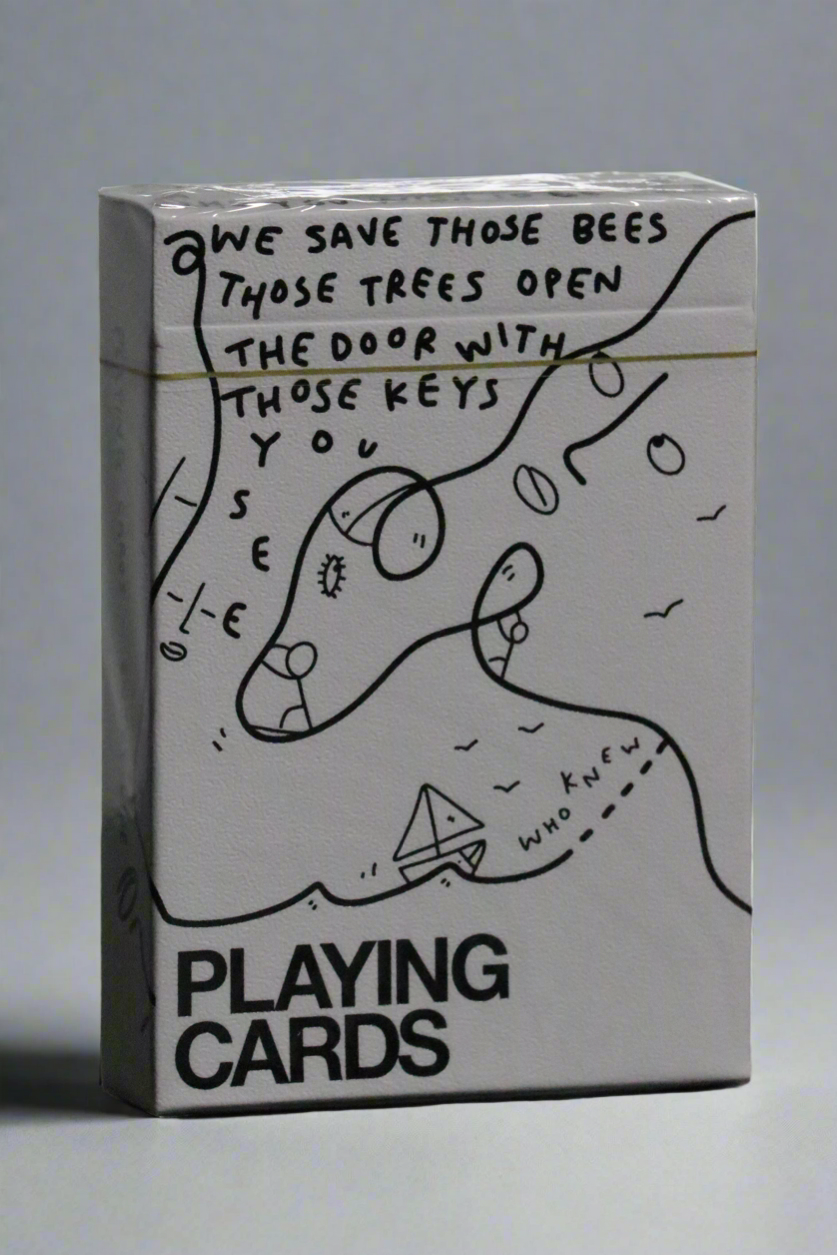 WE SAVE THOSE BEES
THOSE TREES OPEN
THE DOOR WITH
THOSE KEYS
YOU
S
E
E
WHO KNEW
PLAYING
CARDS